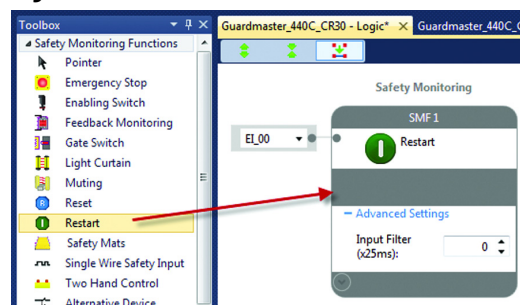 Toolbox
Safety Monitoring Functions
Pointer
Emergency Stop
Enabling Switch
Feedback Monitoring
Gate Switch
Light Curtain
Muting
Reset
Restart
Safety Mats
Single Wire Safety Input
Two Hand Control
Alternative Device
Guardmaster_440C_CR30 - Logic*
Guardmaster_440C_C
Safety Monitoring
SMF 1
EI_00
Restart
Advanced Settings
Input Filter
(x25ms):
0